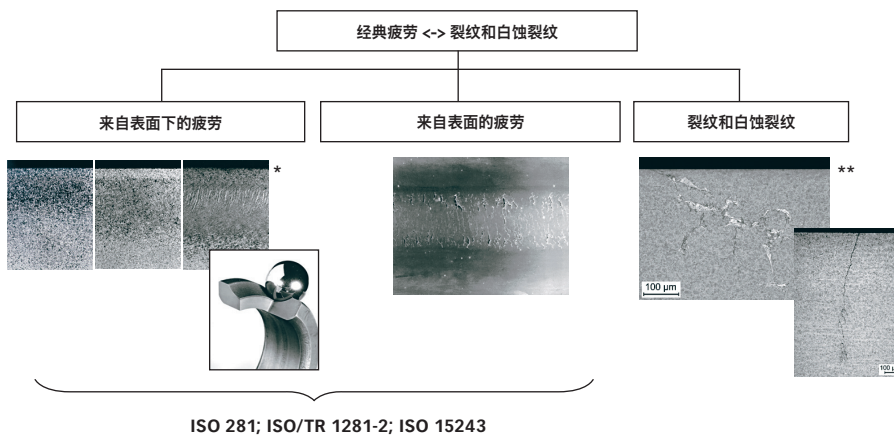 经典疲劳 <-> 裂纹和白蚀裂纹
来自表面下的疲劳
来自表面的疲劳
裂纹和白蚀裂纹
*
**
100 µm
100 µ
ISO 281; ISO/TR 1281-2; ISO 15243